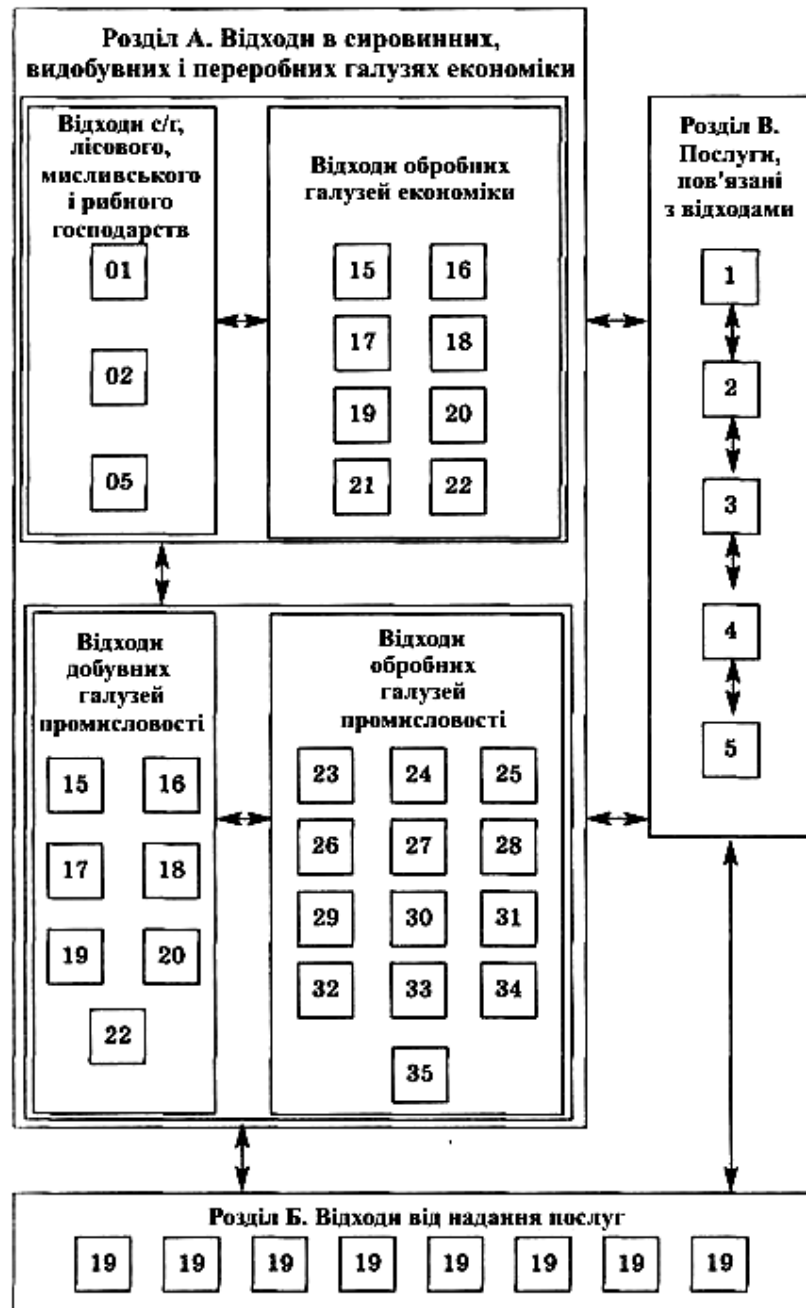 Розділ А. Відходи в сировинних,
видобувних і переробних галузях економіки
Відходи с/г,
лісового,
мисливського
і рибного
господарств
01
02
05
Відходи обробних
галузей економіки
15 16
17 18
19 20
21 22
Розділ В.
Послуги,
пов'язані
з відходами
1
2
3
4
5
Відходи
добувних
галузей
промисловості
15 16
17 18
19 20
22
Відходи
обробних
галузей
промисловості
23 24 25
26 27 28
29 30 31
32 33 34
35
Розділ Б. Відходи від надання послуг
19 19 19 19 19 19 19 19